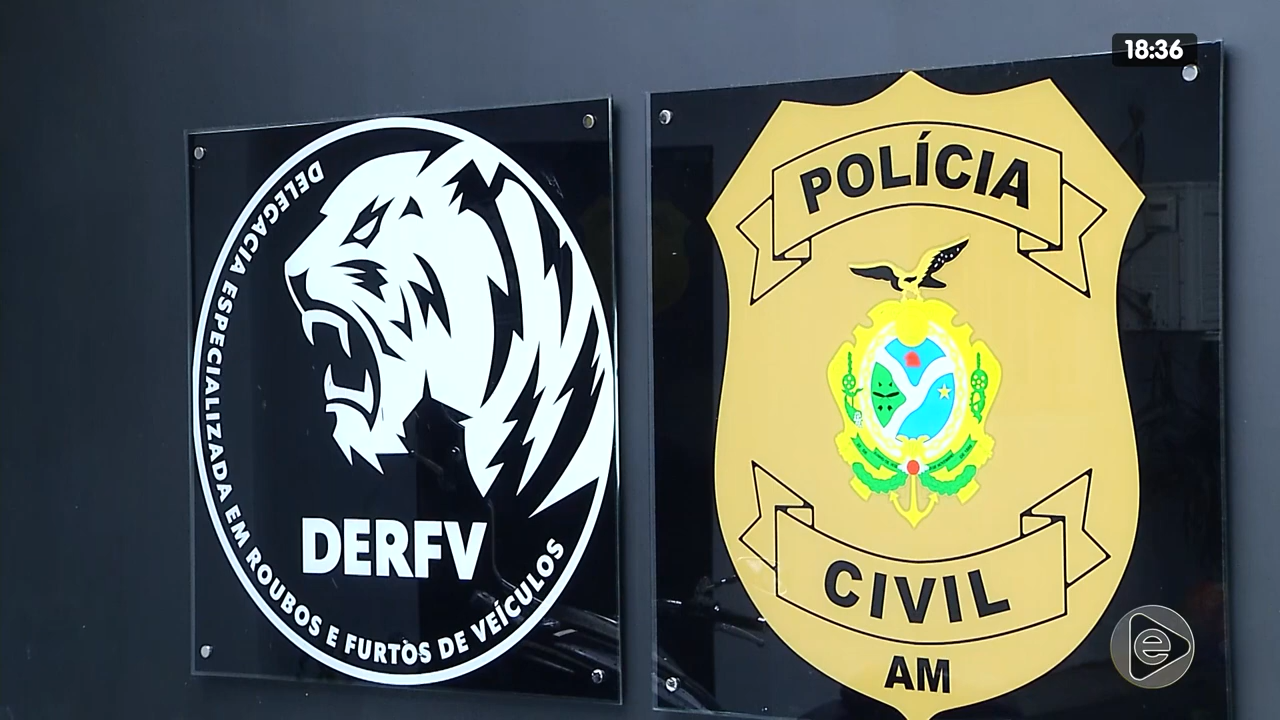 18:36
DELEGACIA ESPECIALIZADA EM ROUBOS E FURTOS DE VEÍCULOS
DERFV
POLÍCIA
CIVIL
AM
e